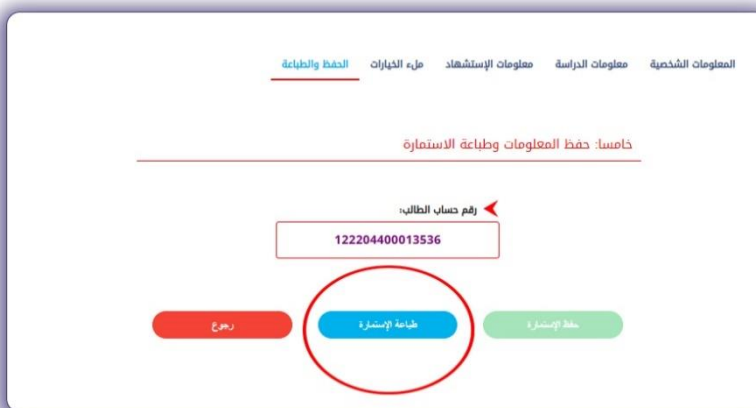 المعلومات الشخصية معلومات الدراسة معلومات الإستشهاد ملء الخيارات الحفظ والطباعة
خامسا: حفظ المعلومات وطباعة الاستمارة
رقم حساب الطالب:
122204400013536
حفظ الإستمارة طباعة الإستمارة رجوع